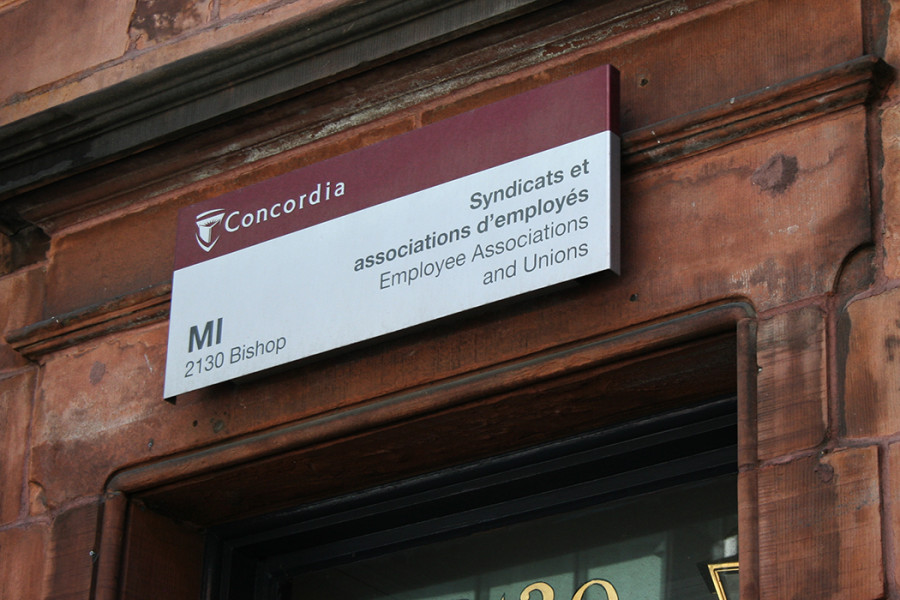 Concordia
Syndicats et
associations d'employés
Employee Associations
and Unions
MI
2130 Bishop